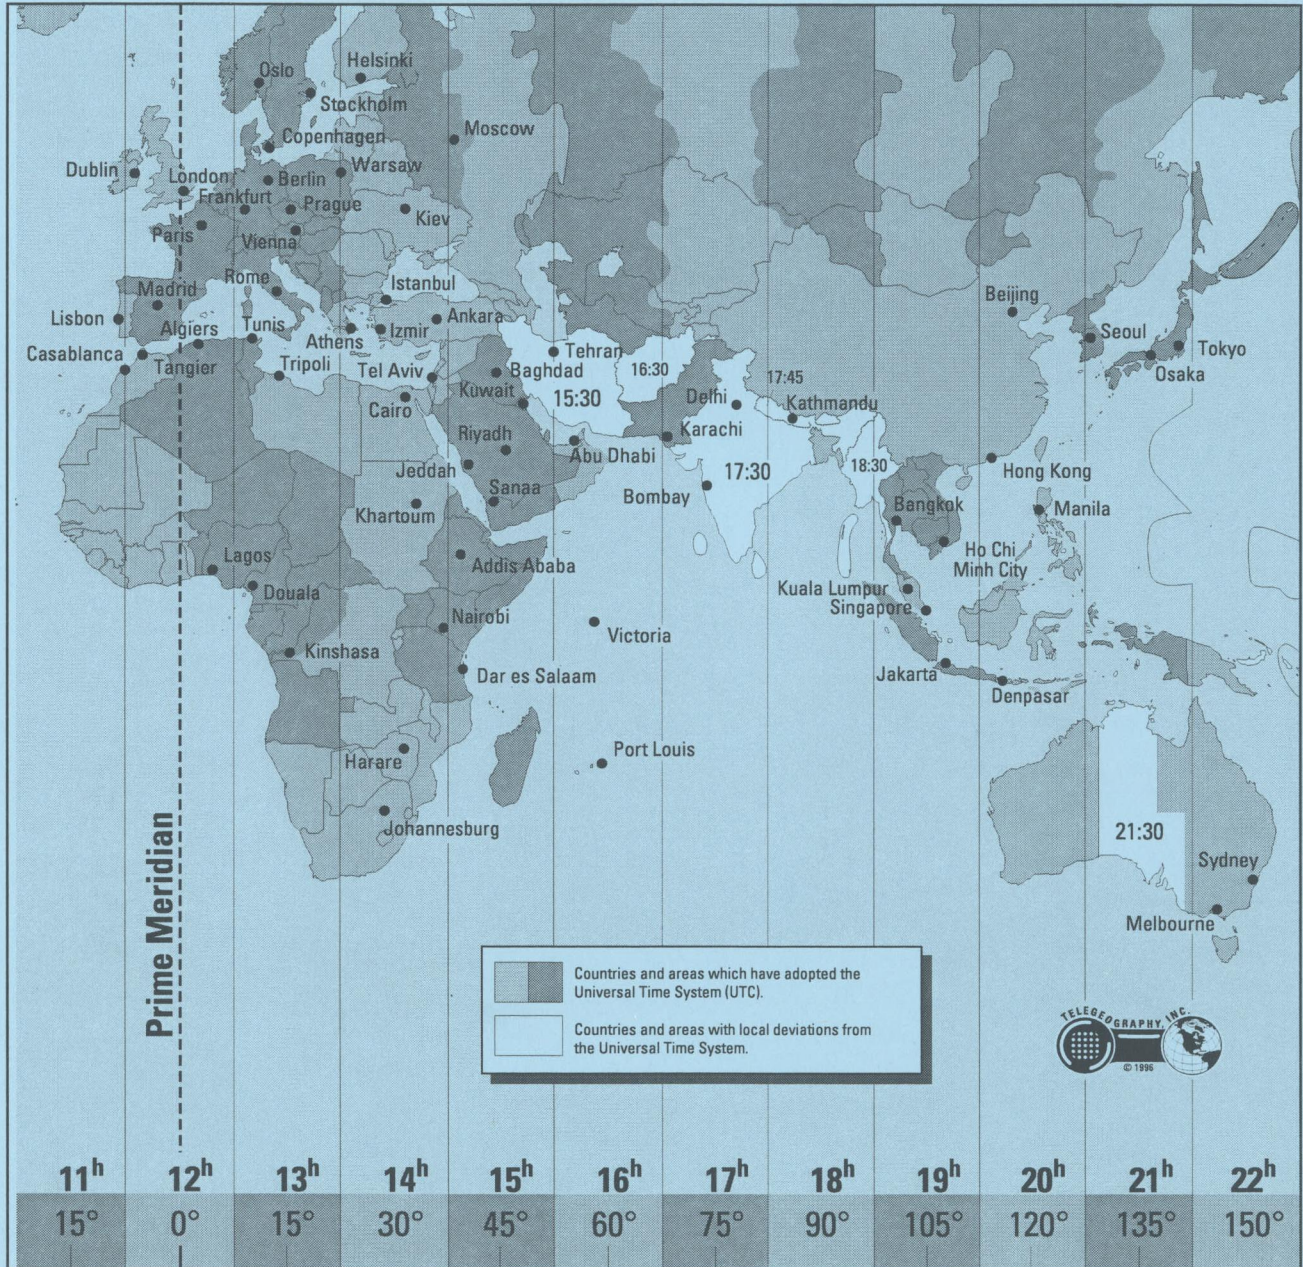 Oslo
Helsinki
Stockholm
Copenhagen
Moscow
Dublin
London
Berlin
Warsaw
Frankfurt
Prague
Kiev
Paris
Vienna
Rome
Madrid
Istanbul
Beijing
Lisbon
Algiers
Tunis
Athens
Izmir
Ankara
Seoul
Tokyo
Osaka
Casablanca
Tangier
Tripoli
Tel Aviv
Baghdad
Tehran
16:30
17:45
Kuwait
15:30
Delhi
Kathmandu
Cairo
Riyadh
Abu Dhabi
Karachi
Jeddah
17:30
18:30
Hong Kong
Sanaa
Bombay
Khartoum
Bangkok
Manila
Lagos
Addis Ababa
Ho Chi
Minh City
Douala
Kuala Lumpur
Singapore
Nairobi
Victoria
Kinshasa
Dar es Salaam
Jakarta
Denpasar
Harare
Port Louis
Johannesburg
21:30
Sydney
Melbourne
Prime Meridian
Countries and areas which have adopted the
Universal Time System (UTC).
Countries and areas with local deviations from
the Universal Time System.
TELEGEOGRAPHY, INC.
© 1996
11h 12h 13h 14h 15h 16h 17h 18h 19h 20h 21h 22h
15° 0° 15° 30° 45° 60° 75° 90° 105° 120° 135° 150°